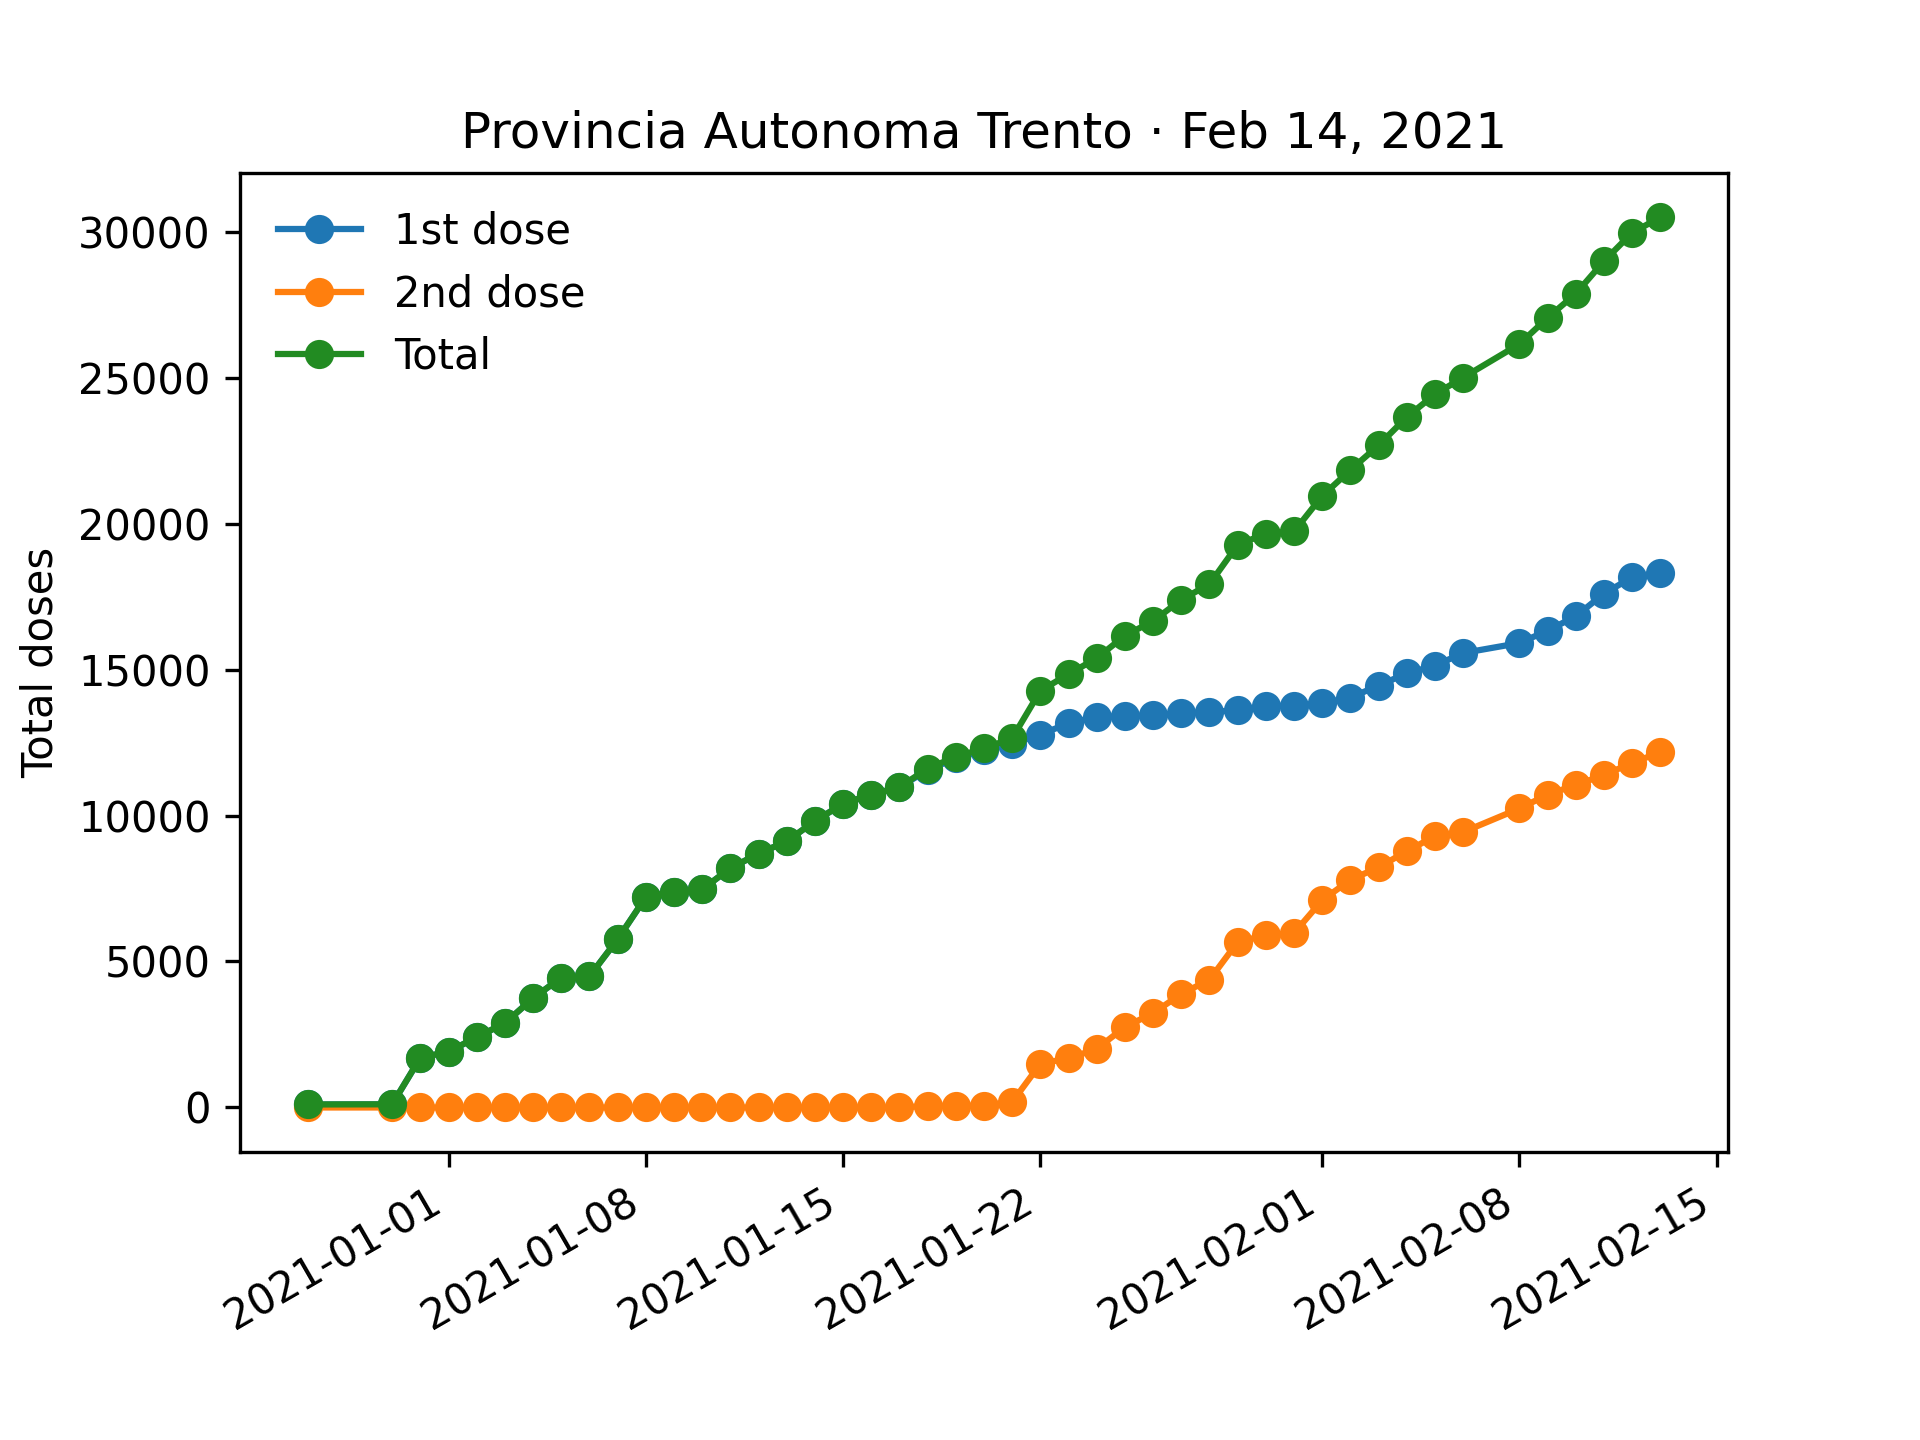 Provincia Autonoma Trento · Feb 14, 2021
1st dose
2nd dose
Total
30000
25000
20000
15000
10000
5000
0
Total doses
2021-01-01
2021-01-08
2021-01-15
2021-01-22
2021-02-01
2021-02-08
2021-02-15